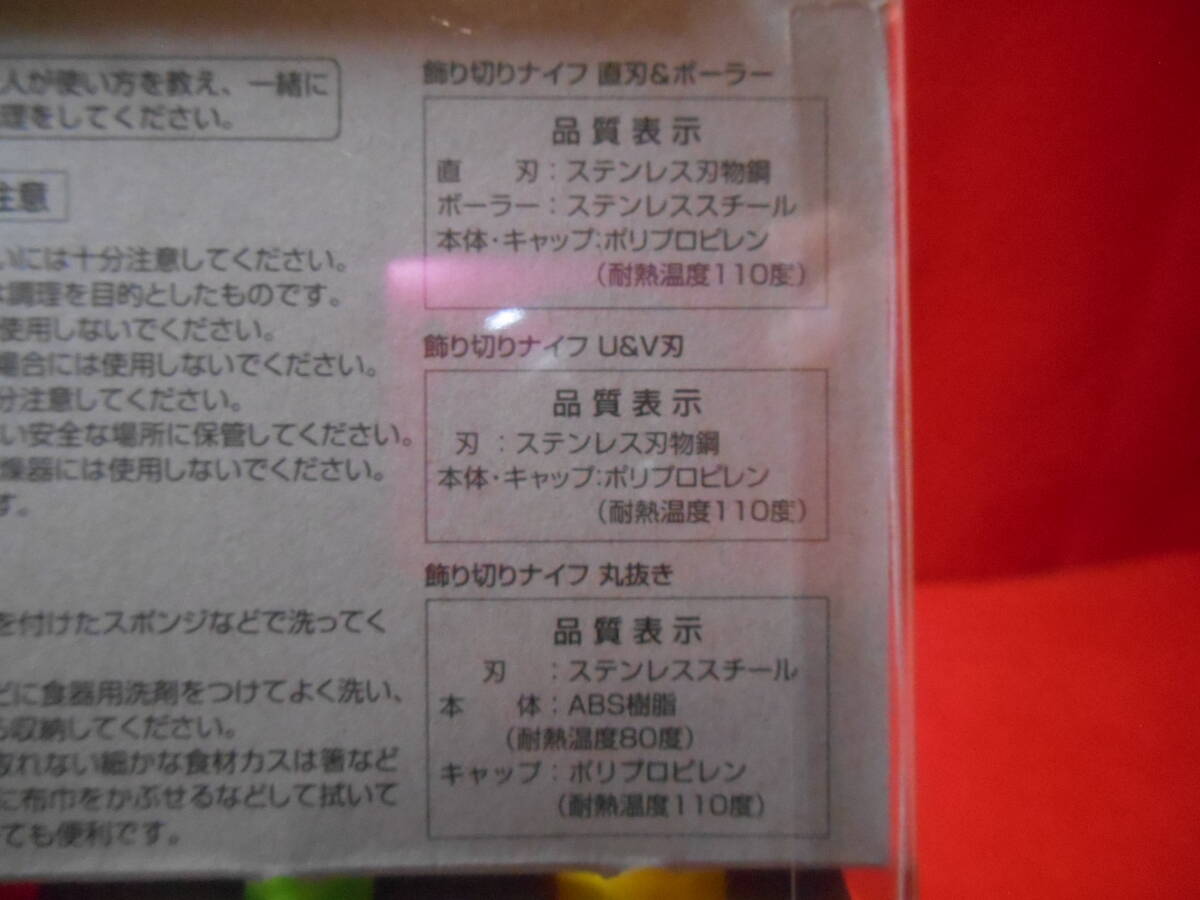 人が使い方を教え、一緒に
理をしてください。
注意
いには十分注意してください。
は調理を目的としたものです。
使用しないでください。
場合には使用しないでください。
分注意してください。
い安全な場所に保管してください。
燥器には使用しないでください。
す。
を付けたスポンジなどで洗ってく
どに食器用洗剤をつけてよく洗い、
ら収納してください。
取れない細かな食材カスは箸など
に布巾をかぶせるなどして拭いて
ても便利です。
飾り切りナイフ 直刃&ボーラー
品質表示
直　刃：ステンレス刃物鋼
ボーラー：ステンレススチール
本体・キャップ：ポリプロピレン
（耐熱温度110度）
飾り切りナイフ U&V刃
品質表示
刃：ステンレス刃物鋼
本体・キャップ：ポリプロピレン
（耐熱温度110度）
飾り切りナイフ 丸抜き
品質表示
刃　：ステンレススチール
本　体：ABS樹脂
（耐熱温度80度）
キャップ：ポリプロピレン
（耐熱温度110度）